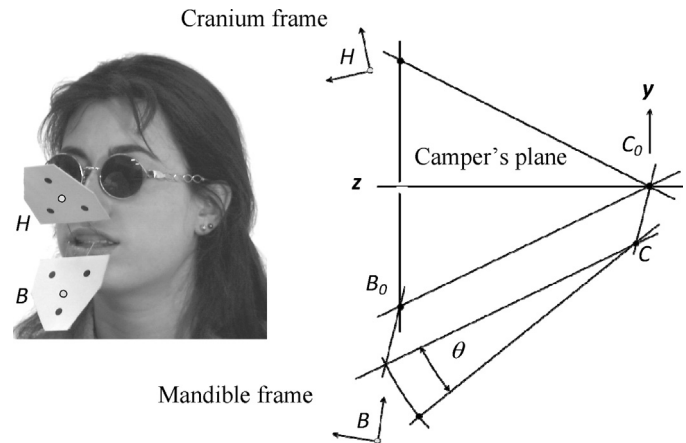 Cranium frame
H
y
C0
Camper's plane
z
H
B0
C
B
θ
Mandible frame
B